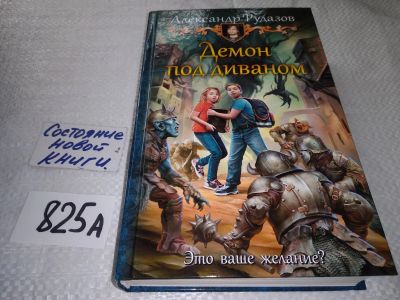 Александр Рудазов
Демон
под диваном
Состояние
новой
книги.
825А
Это ваше желание?